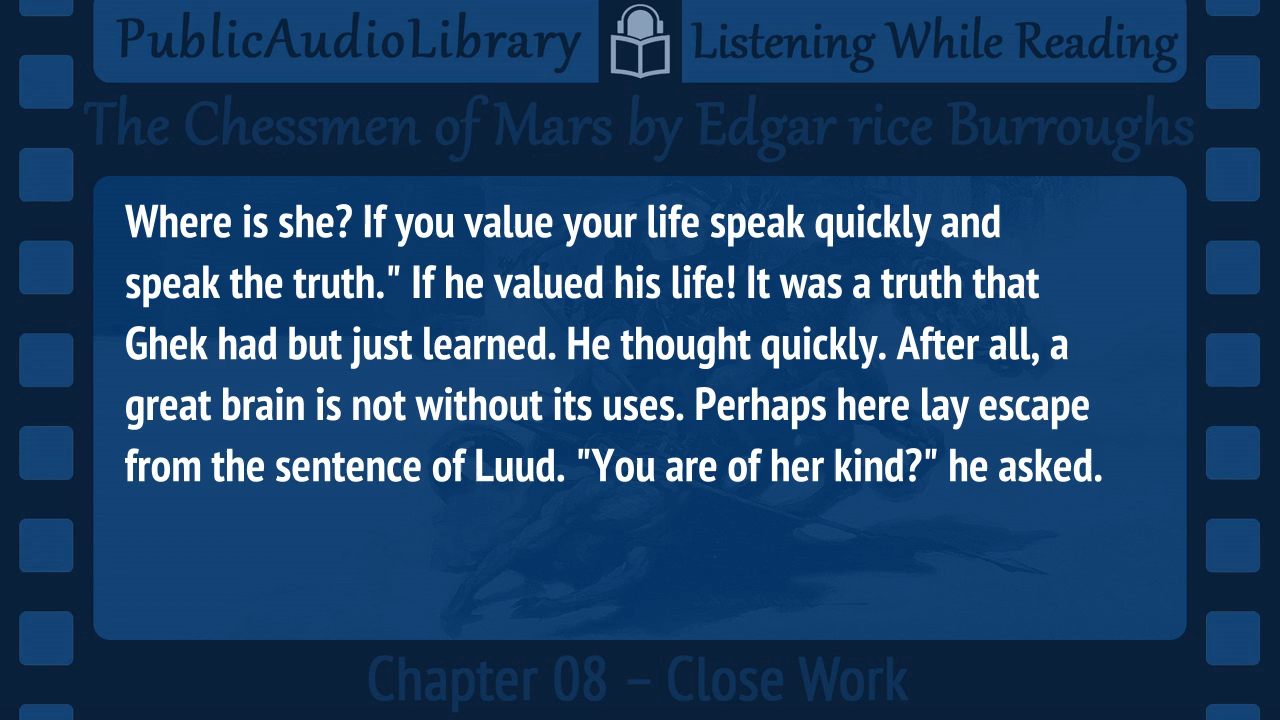 PublicAudioLibrary Listening While Reading
The Chessmen of Mars by Edgar rice Burroughs
Where is she? If you value your life speak quickly and
speak the truth." If he valued his life! It was a truth that
Ghek had but just learned. He thought quickly. After all, a
great brain is not without its uses. Perhaps here lay escape
from the sentence of Luud. "You are of her kind?" he asked.
Chapter 08 – Close Work